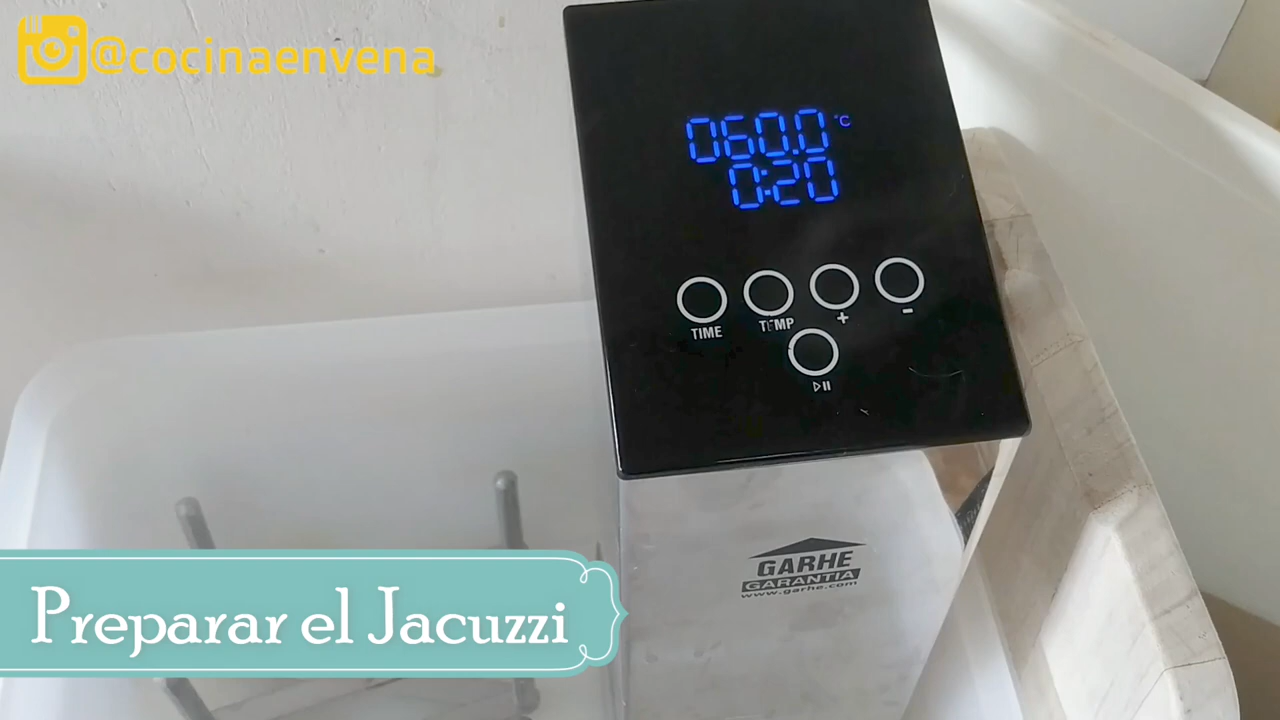 @cocinaenvena
060.0 °C
0:20
TIME
TEMP
+
-
GARHE
GARANTIA
www.garhe.com
Preparar el Jacuzzi